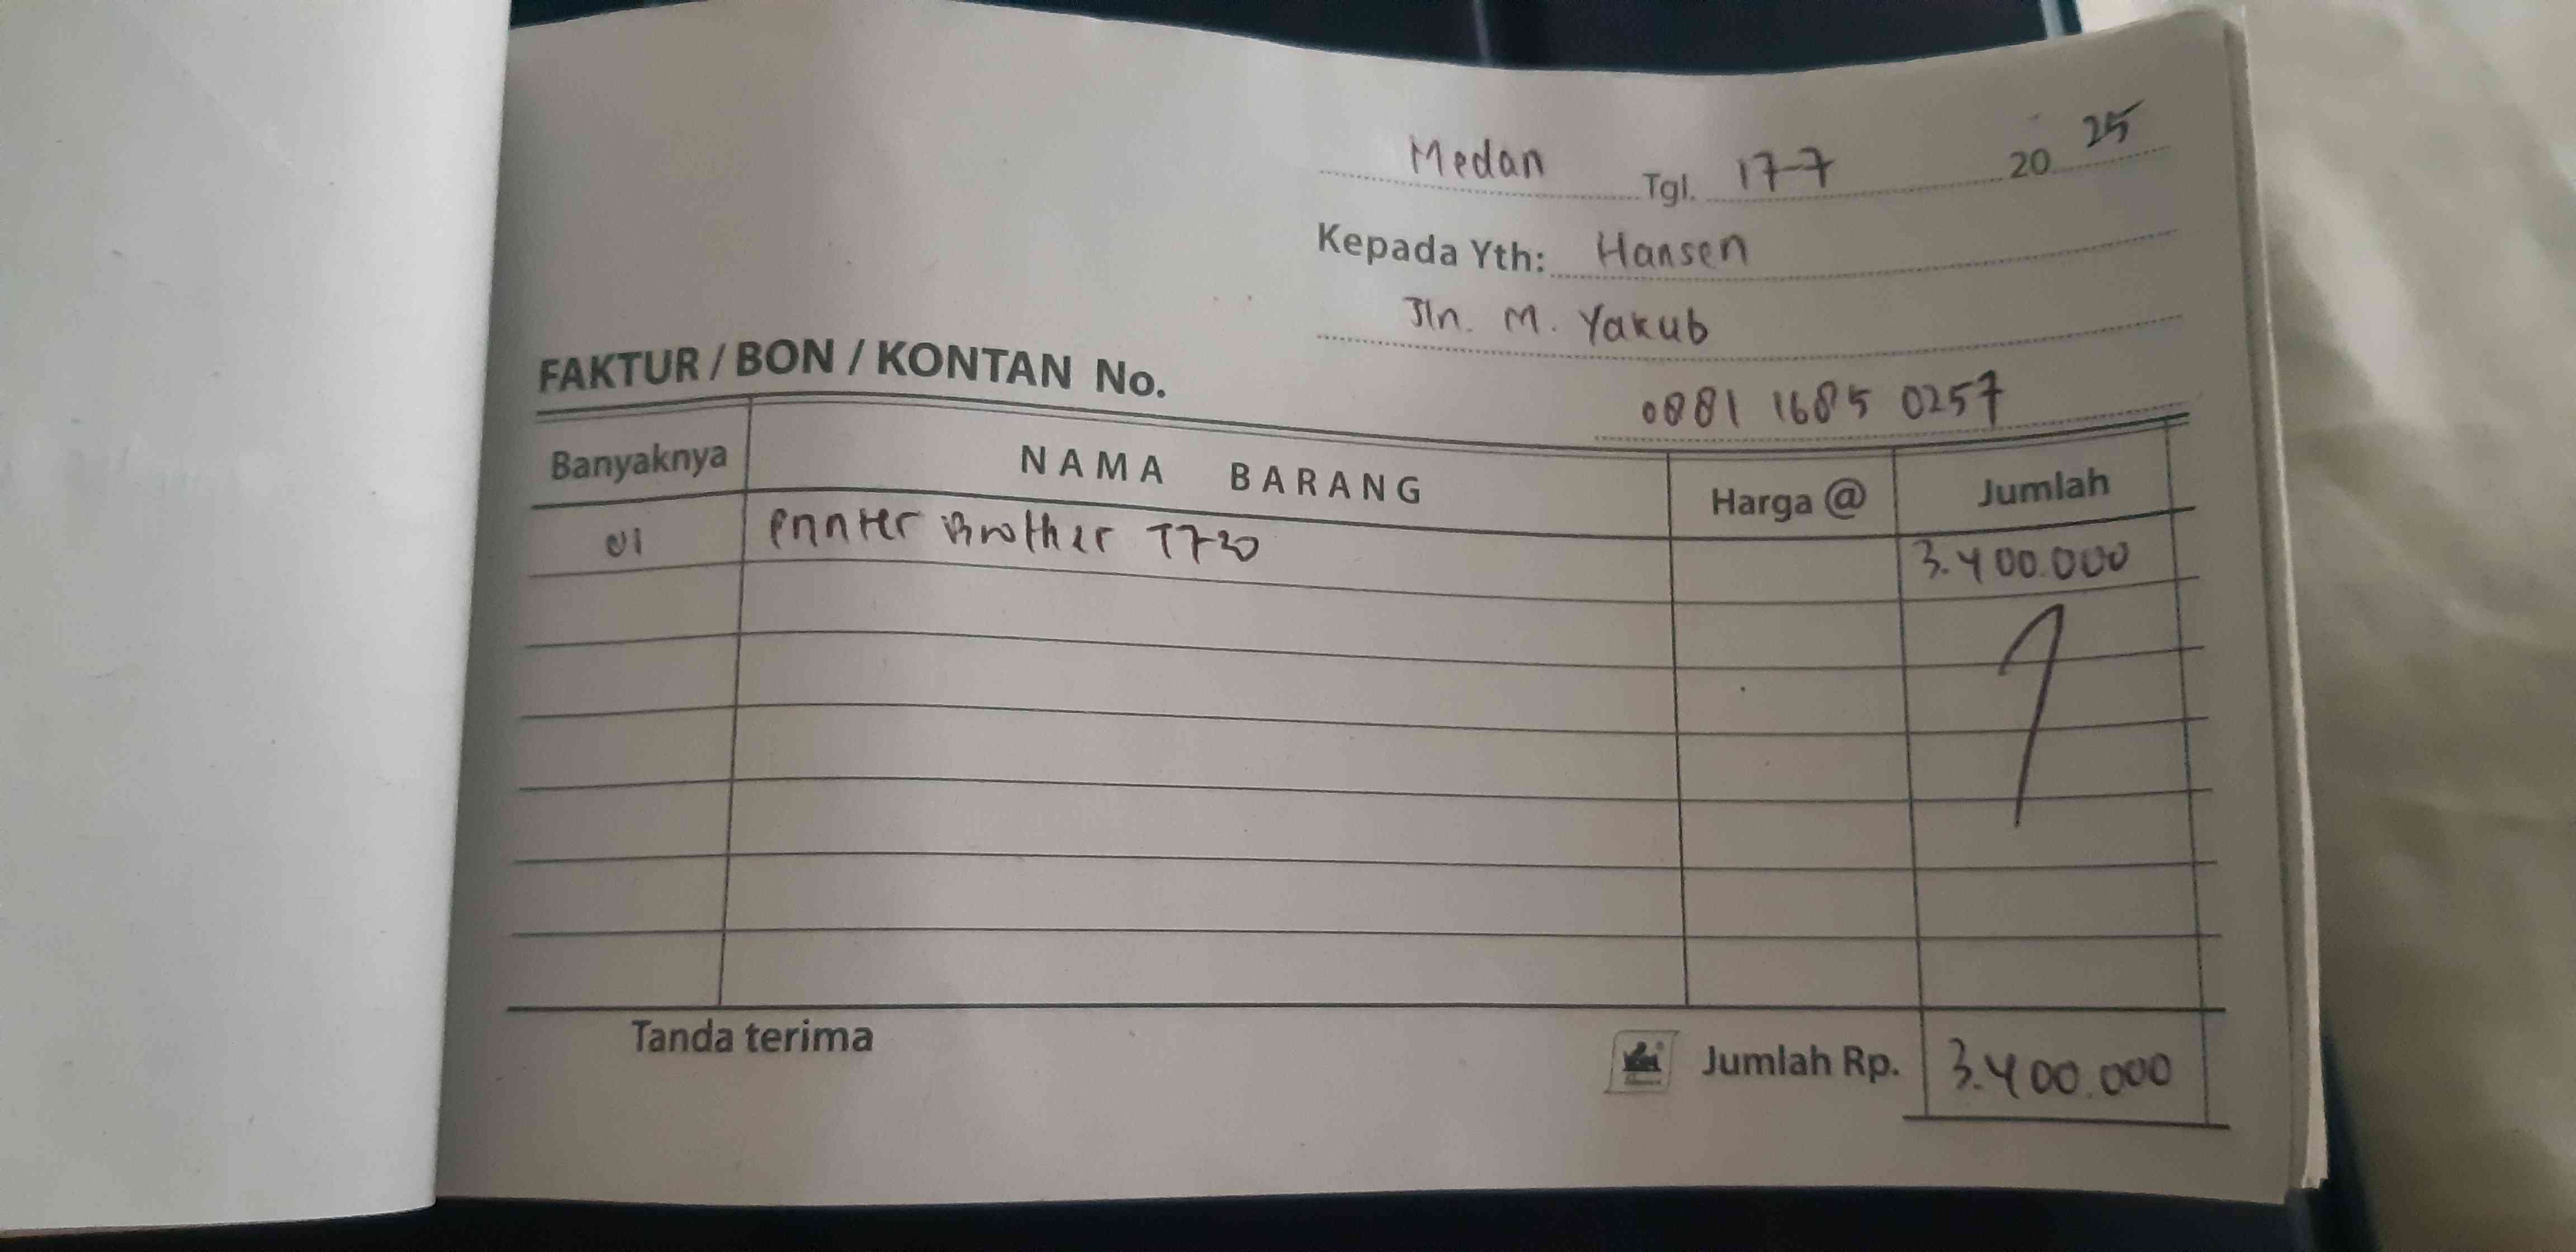 Medan Tgl. 17-7 20 25
Kepada Yth: Hansen
Jln. M. Yakub
FAKTUR / BON / KONTAN No.
0881 1685 0257
Banyaknya NAMA BARANG Harga @ Jumlah
01 Printer Brother T720 3.400.000
Tanda terima Jumlah Rp. 3.400.000